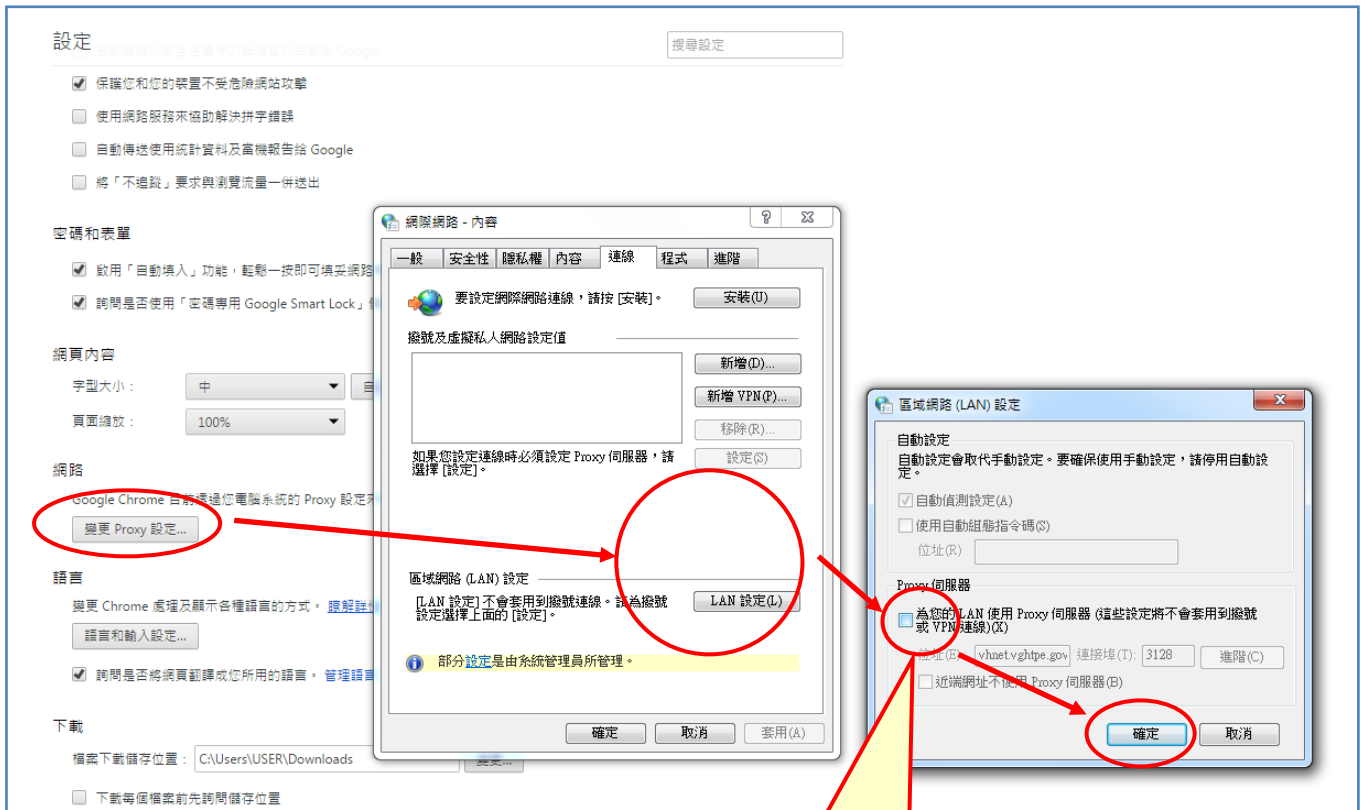 設定
搜尋設定
保護您和您的裝置不受危險網站攻擊
使用網路服務來協助解決拼字錯誤
自動傳送使用統計資料及當機報告給 Google
將「不追蹤」要求與瀏覽流量一併送出
密碼和表單
啟用「自動填入」功能，輕鬆一按即可填妥網路
詢問是否使用「密碼專用 Google Smart Lock」
網頁內容
字型大小：
中
自
頁面縮放：
100%
網路
Google Chrome 目前透過您電腦系統的 Proxy 設定來
變更 Proxy 設定...
語言
變更 Chrome 處理及顯示各種語言的方式。 瞭解詳情
語言和輸入設定...
詢問是否將網頁翻譯成您所用的語言。 管理語言
下載
檔案下載儲存位置：
C:\Users\USER\Downloads
變更...
下載每個檔案前先詢問儲存位置
網際網路 - 內容
一般
安全性
隱私權
內容
連線
程式
進階
要設定網際網路連線，請按 [安裝]。
安裝(U)
撥號及虛擬私人網路設定值
新增(D)...
新增 VPN(P)...
移除(R)...
如果您設定連線時必須設定 Proxy 伺服器，請
選擇 [設定]。
設定(S)
區域網路 (LAN) 設定
[LAN 設定] 不會套用到撥號連線。請為撥號
設定選擇上面的 [設定]。
LAN 設定(L)
部分設定是由系統管理員所管理。
確定
取消
套用(A)
區域網路 (LAN) 設定
自動設定
自動設定會取代手動設定。要確保使用手動設定，請停用自動設
定。
自動偵測設定(A)
使用自動組態指令碼(S)
位址(R)
Proxy 伺服器
為您的 LAN 使用 Proxy 伺服器 (這些設定將不會套用到撥號
或 VPN 連線)(X)
位址(E):
vhnet.vghtpe.gov
連接埠(T):
3128
進階(C)
近端網址不使用 Proxy 伺服器(B)
確定
取消